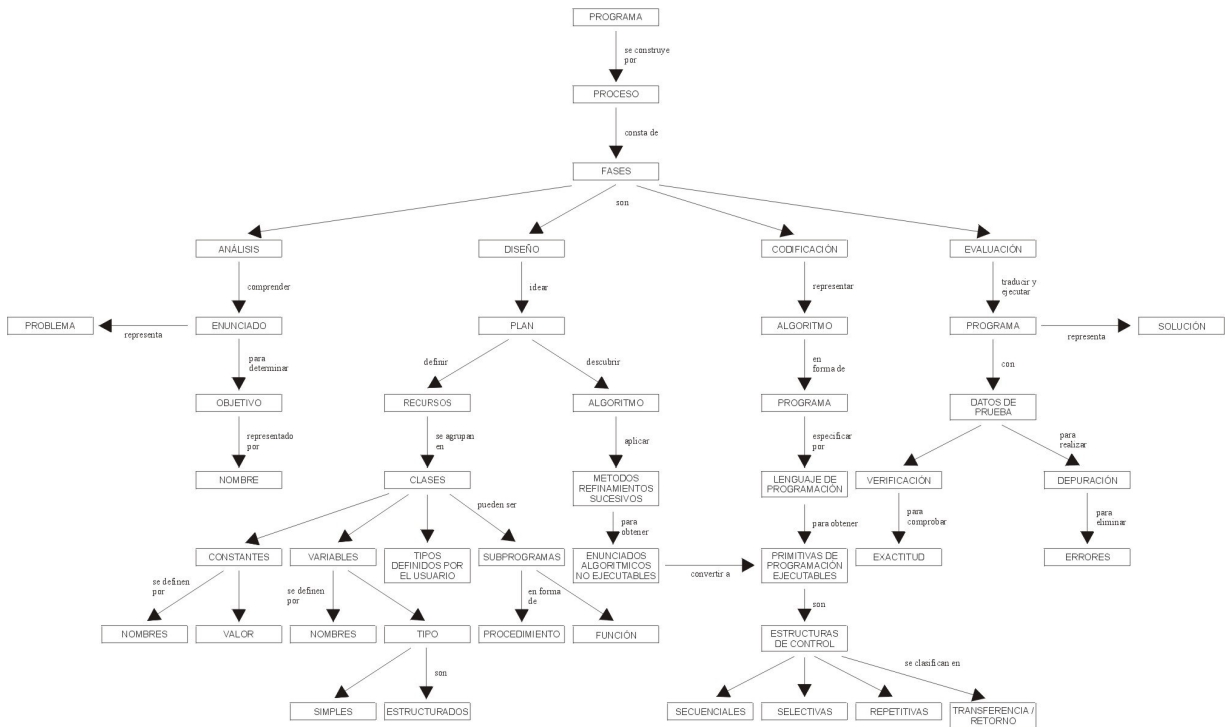 PROGRAMA
se construye
por
PROCESO
consta de
FASES
son
ANÁLISIS
DISEÑO
CODIFICACIÓN
EVALUACIÓN
comprender
idear
representar
traducir y
ejecutar
PROBLEMA
representa
ENUNCIADO
PLAN
ALGORITMO
PROGRAMA
representa
SOLUCIÓN
para
determinar
definir
descubrir
en
forma de
con
OBJETIVO
RECURSOS
ALGORITMO
PROGRAMA
DATOS DE
PRUEBA
representado
por
se agrupan
en
aplicar
especificar
por
para
realizar
NOMBRE
CLASES
METODOS
REFINAMIENTOS
SUCESIVOS
LENGUAJE DE
PROGRAMACIÓN
VERIFICACIÓN
DEPURACIÓN
pueden ser
para
obtener
para obtener
para
comprobar
para
eliminar
CONSTANTES
VARIABLES
TIPOS
DEFINIDOS POR
EL USUARIO
SUBPROGRAMAS
ENUNCIADOS
ALGORITMICOS
NO EJECUTABLES
convertir a
PRIMITIVAS DE
PROGRAMACIÓN
EJECUTABLES
EXACTITUD
ERRORES
se definen
por
se definen
por
en forma
de
son
NOMBRES
VALOR
NOMBRES
TIPO
PROCEDIMIENTO
FUNCIÓN
ESTRUCTURAS
DE CONTROL
son
se clasifican en
SIMPLES
ESTRUCTURADOS
SECUENCIALES
SELECTIVAS
REPETITIVAS
TRANSFERENCIA /
RETORNO